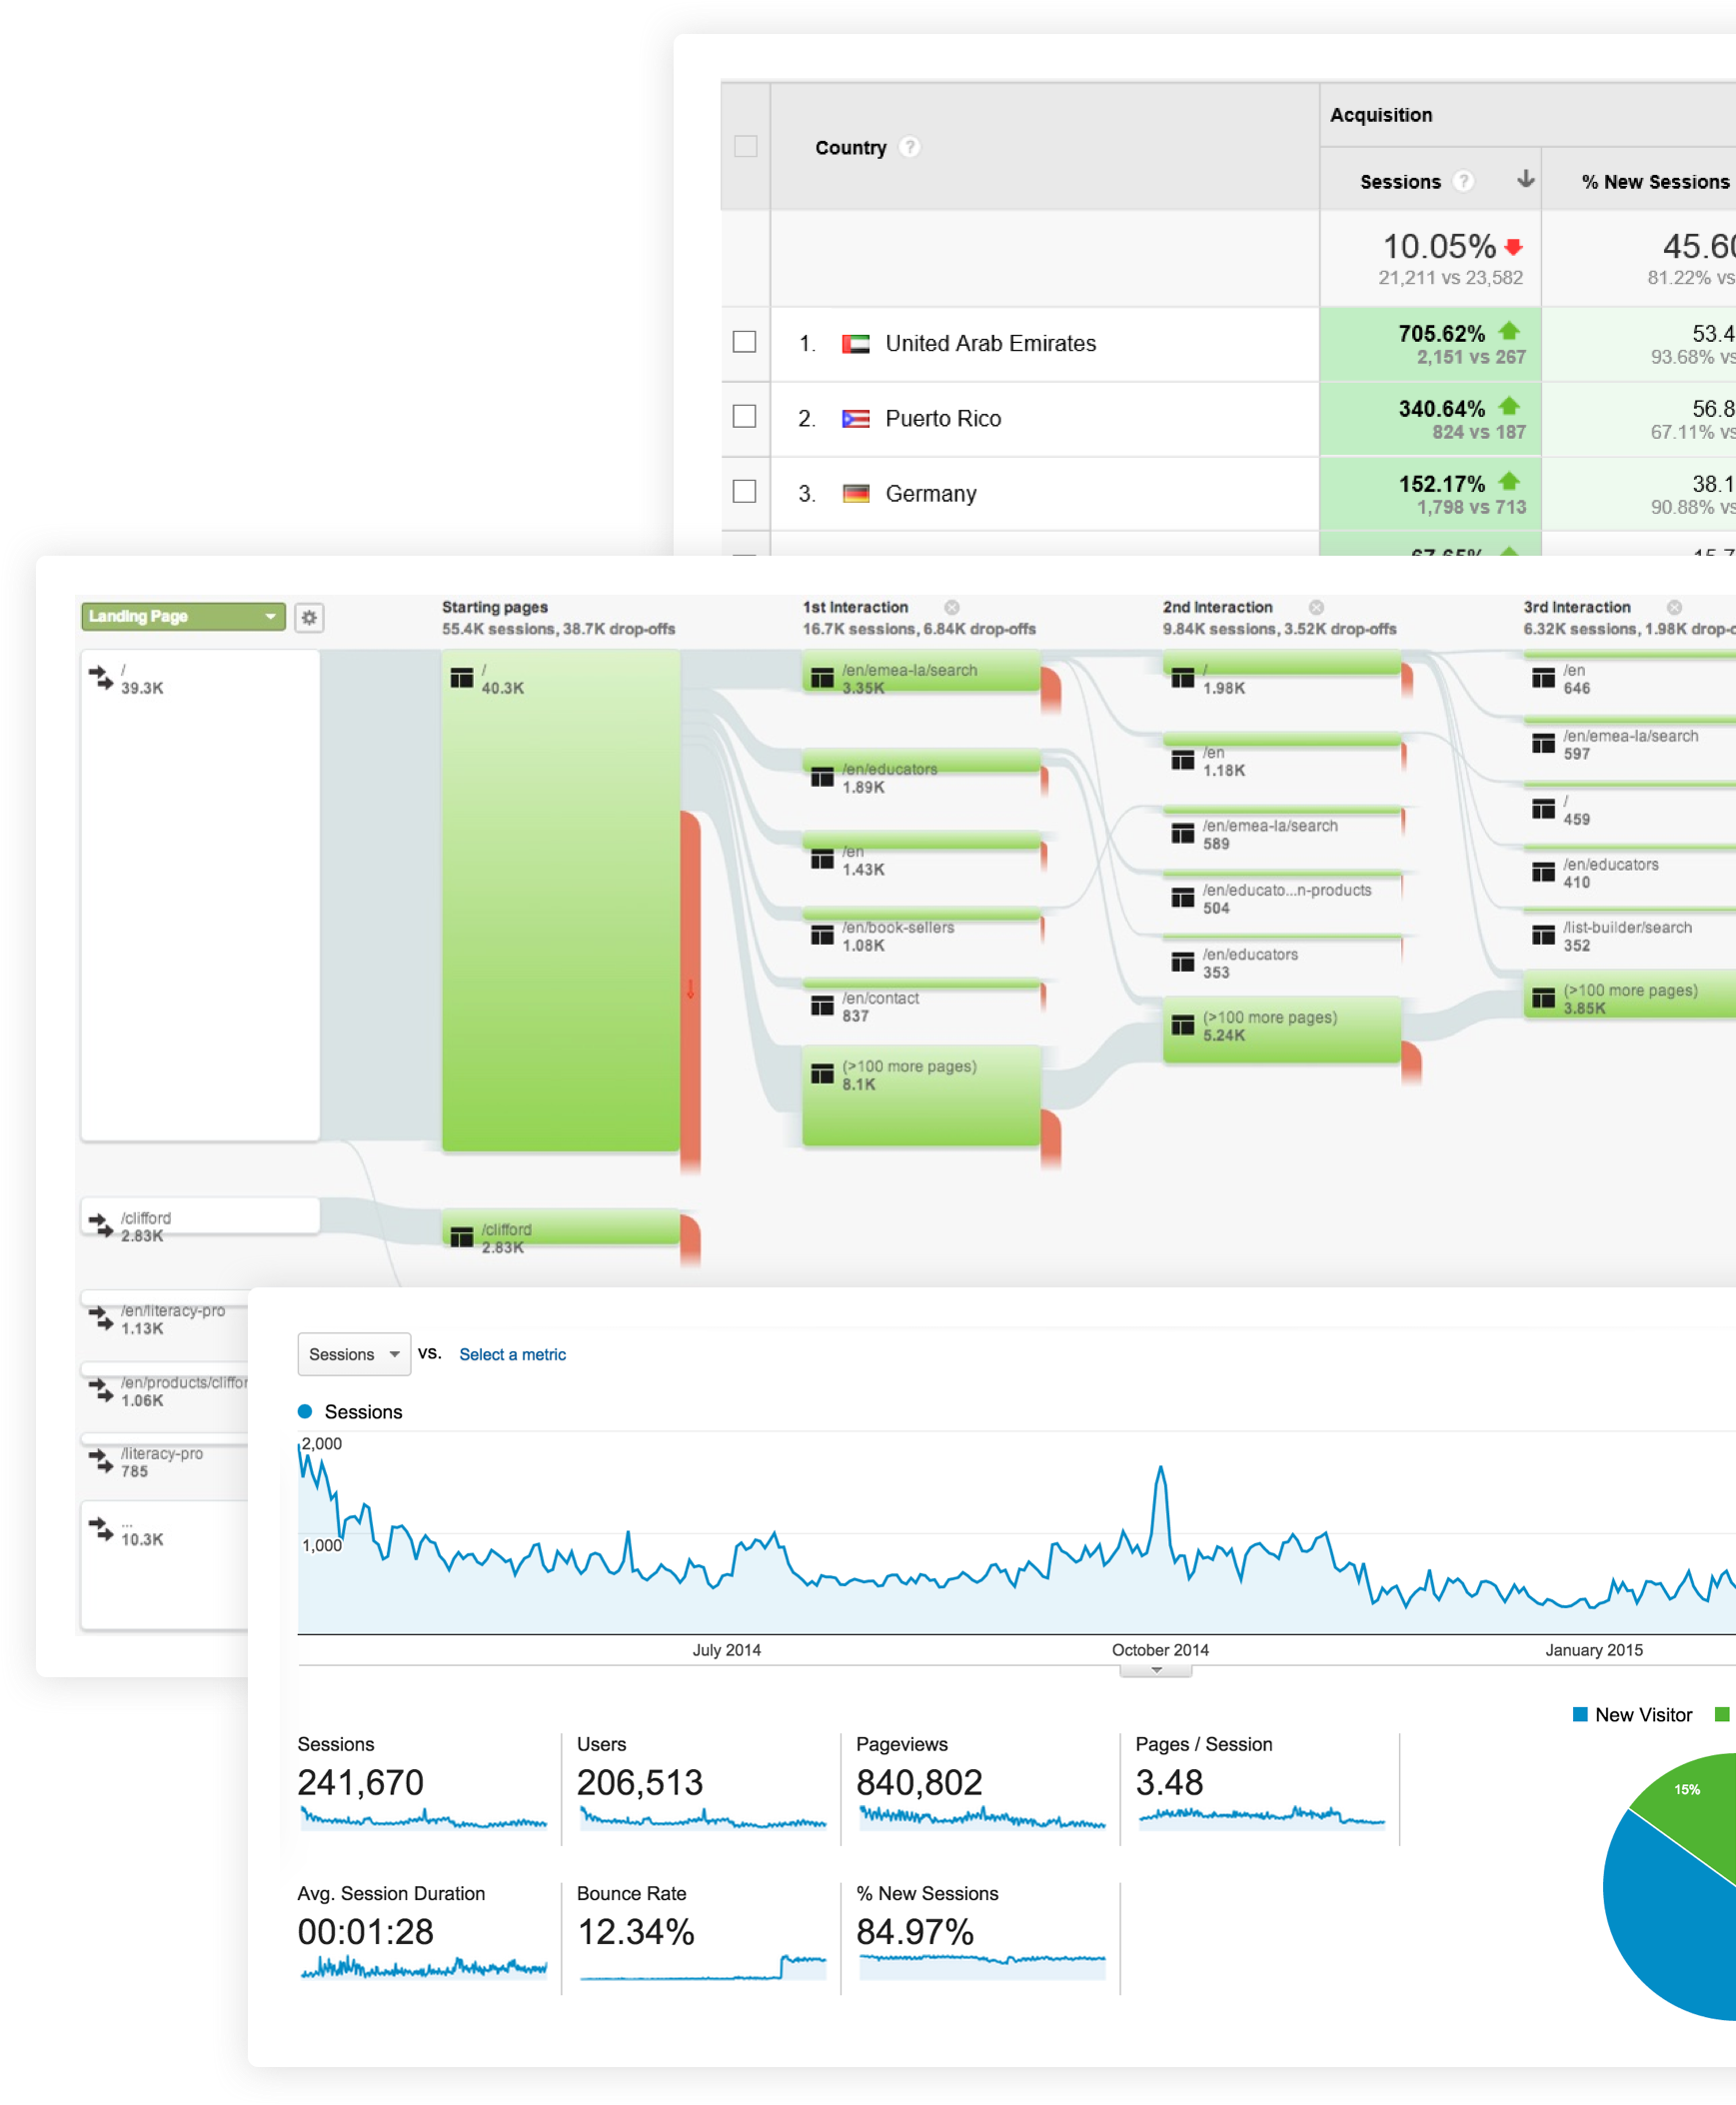 Acquisition
Country ?
Sessions ?
% New Sessions
10.05%
21,211 vs 23,582
45.60
81.22% vs
1. United Arab Emirates
705.62%
2,151 vs 267
53.4
93.68% vs
2. Puerto Rico
340.64%
824 vs 187
56.8
67.11% vs
3. Germany
152.17%
1,798 vs 713
38.1
90.88% vs
67.65%
15.7
Landing Page
Starting pages
55.4K sessions, 38.7K drop-offs
1st Interaction
16.7K sessions, 6.84K drop-offs
2nd Interaction
9.84K sessions, 3.52K drop-offs
3rd Interaction
6.32K sessions, 1.98K drop-o
/
39.3K
/clifford
2.83K
/en/literacy-pro
1.13K
/en/products/cliffor
1.06K
/literacy-pro
785
...
10.3K
/
40.3K
/clifford
2.83K
/en/emea-la/search
3.35K
/en/educators
1.89K
/en
1.43K
/en/book-sellers
1.08K
/en/contact
837
(>100 more pages)
8.1K
/
1.98K
/en
1.18K
/en/emea-la/search
589
/en/educato...n-products
504
/en/educators
353
(>100 more pages)
5.24K
/en
646
/en/emea-la/search
597
/
459
/en/educators
410
/list-builder/search
352
(>100 more pages)
3.85K
Sessions vs. Select a metric
Sessions
2,000
1,000
July 2014
October 2014
January 2015
Sessions
241,670
Users
206,513
Pageviews
840,802
Pages / Session
3.48
Avg. Session Duration
00:01:28
Bounce Rate
12.34%
% New Sessions
84.97%
New Visitor
15%